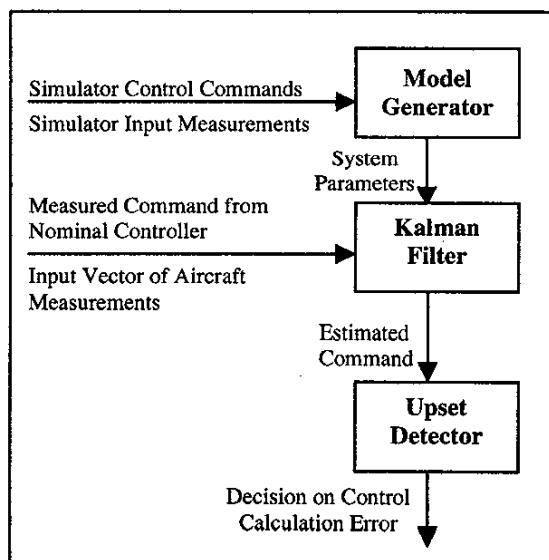 Simulator Control Commands
Simulator Input Measurements
Model
Generator
System
Parameters
Measured Command from
Nominal Controller
Input Vector of Aircraft
Measurements
Kalman
Filter
Estimated
Command
Upset
Detector
Decision on Control
Calculation Error